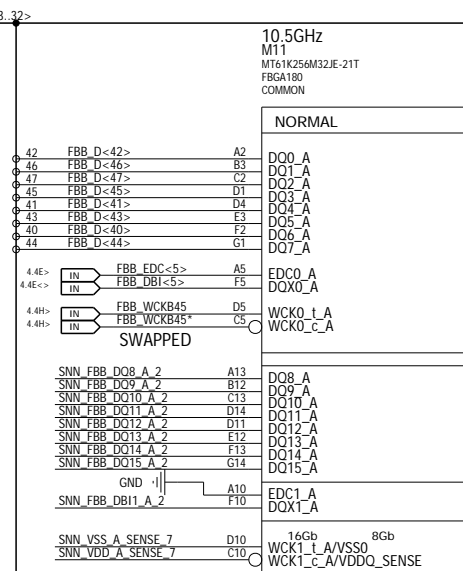 3..32>
10.5GHz
M11
MT61K256M32JE-21T
FBGA180
COMMON
NORMAL
42 FBB_D<42> A2 DQ0_A
46 FBB_D<46> B3 DQ1_A
47 FBB_D<47> C2 DQ2_A
45 FBB_D<45> D1 DQ3_A
41 FBB_D<41> D4 DQ4_A
43 FBB_D<43> E3 DQ5_A
40 FBB_D<40> F2 DQ6_A
44 FBB_D<44> G1 DQ7_A
4.4E> IN FBB_EDC<5> A5 EDC0_A
4.4E<> IN FBB_DBI<5> F5 DQX0_A
4.4H> IN FBB_WCKB45 D5 WCK0_t_A
4.4H> IN FBB_WCKB45* C5 WCK0_c_A
SWAPPED
SNN_FBB_DQ8_A_2 A13 DQ8_A
SNN_FBB_DQ9_A_2 B12 DQ9_A
SNN_FBB_DQ10_A_2 C13 DQ10_A
SNN_FBB_DQ11_A_2 D14 DQ11_A
SNN_FBB_DQ12_A_2 D11 DQ12_A
SNN_FBB_DQ13_A_2 E12 DQ13_A
SNN_FBB_DQ14_A_2 F13 DQ14_A
SNN_FBB_DQ15_A_2 G14 DQ15_A
GND A10 EDC1_A
SNN_FBB_DBI1_A_2 F10 DQX1_A
16Gb 8Gb
SNN_VSS_A_SENSE_7 D10 WCK1_t_A/VSS0
SNN_VDD_A_SENSE_7 C10 WCK1_c_A/VDDQ_SENSE